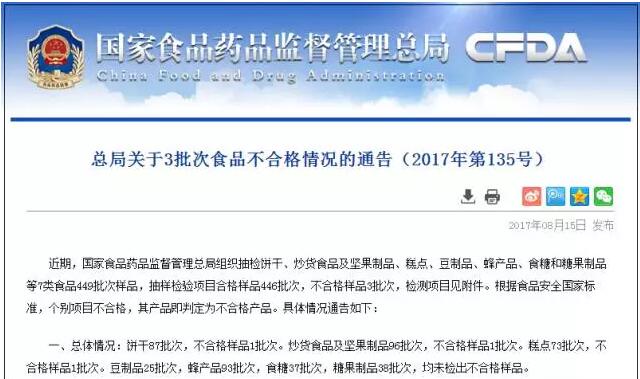 国家食品药品监督管理总局 CFDA
China Food and Drug Administration
总局关于3批次食品不合格情况的通告（2017年第135号）
2017年08月15日 发布
近期，国家食品药品监督管理总局组织抽检饼干、炒货食品及坚果制品、糕点、豆制品、蜂产品、食糖和糖果制品
等7类食品449批次样品，抽样检验项目合格样品446批次，不合格样品3批次，检测项目见附件。根据食品安全国家标
准，个别项目不合格，其产品即判定为不合格产品。具体情况通告如下：
一、总体情况：饼干87批次，不合格样品1批次。炒货食品及坚果制品96批次，不合格样品1批次。糕点73批次，不
合格样品1批次。豆制品25批次，蜂产品93批次，食糖37批次，糖果制品38批次，均未检出不合格样品。